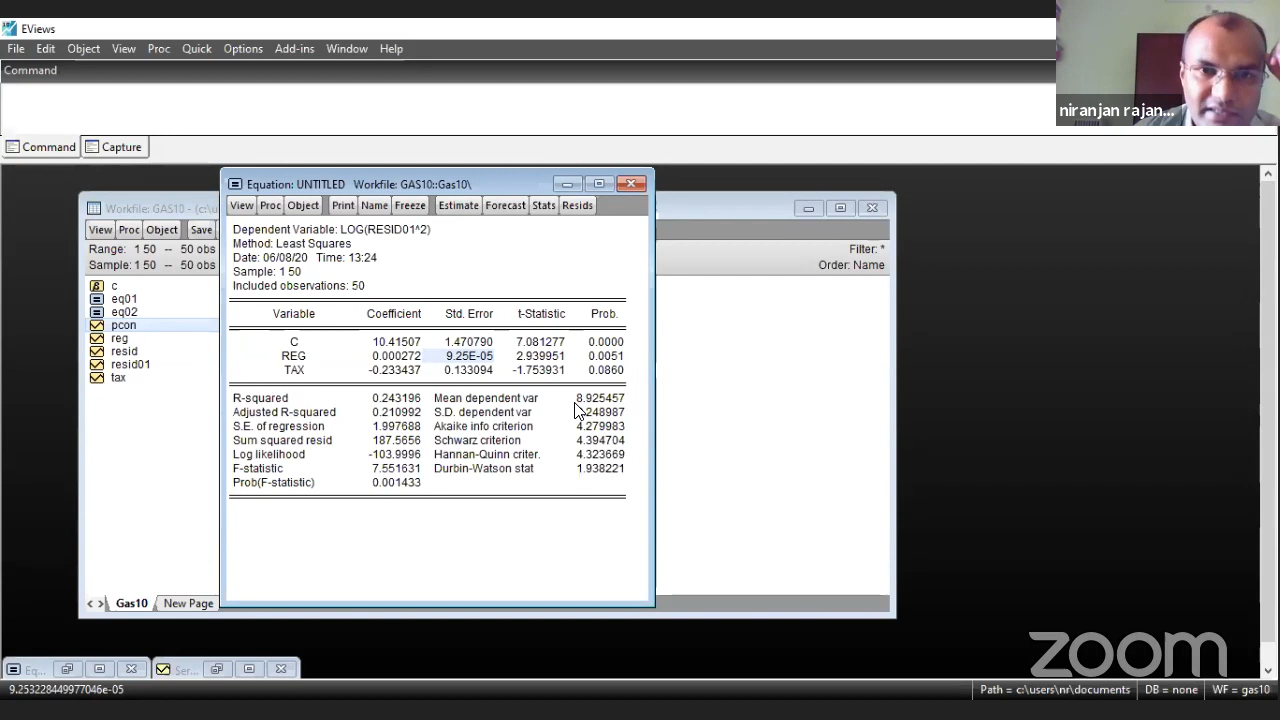 EViews
File Edit Object View Proc Quick Options Add-ins Window Help
Command
niranjan rajan...
Command Capture
Equation: UNTITLED Workfile: GAS10::Gas10\
Workfile: GAS10 - (c:\u
View Proc Object Print Name Freeze Estimate Forecast Stats Resids
View Proc Object Save
Range: 1 50 -- 50 obs
Filter: *
Sample: 1 50 -- 50 obs
Order: Name
c
eq01
eq02
pcon
reg
resid
resid01
tax
Dependent Variable: LOG(RESID01^2)
Method: Least Squares
Date: 06/08/20 Time: 13:24
Sample: 1 50
Included observations: 50
Variable Coefficient Std. Error t-Statistic Prob.
C 10.41507 1.470790 7.081277 0.0000
REG 0.000272 9.25E-05 2.939951 0.0051
TAX -0.233437 0.133094 -1.753931 0.0860
R-squared 0.243196 Mean dependent var 8.925457
Adjusted R-squared 0.210992 S.D. dependent var .248987
S.E. of regression 1.997688 Akaike info criterion 4.279983
Sum squared resid 187.5656 Schwarz criterion 4.394704
Log likelihood -103.9996 Hannan-Quinn criter. 4.323669
F-statistic 7.551631 Durbin-Watson stat 1.938221
Prob(F-statistic) 0.001433
Gas10 New Page
zoom
Eq... Ser...
9.253228449977046e-05
Path = c:\users\nr\documents DB = none WF = gas10